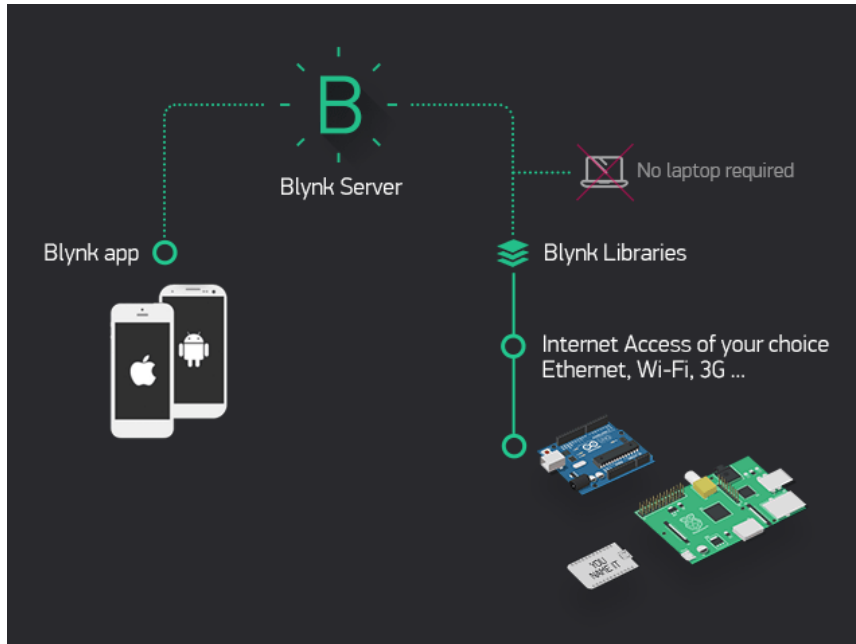 B
Blynk Server
No laptop required
Blynk app
Blynk Libraries
Internet Access of your choice
Ethernet, Wi-Fi, 3G ...
YOU
NAME IT